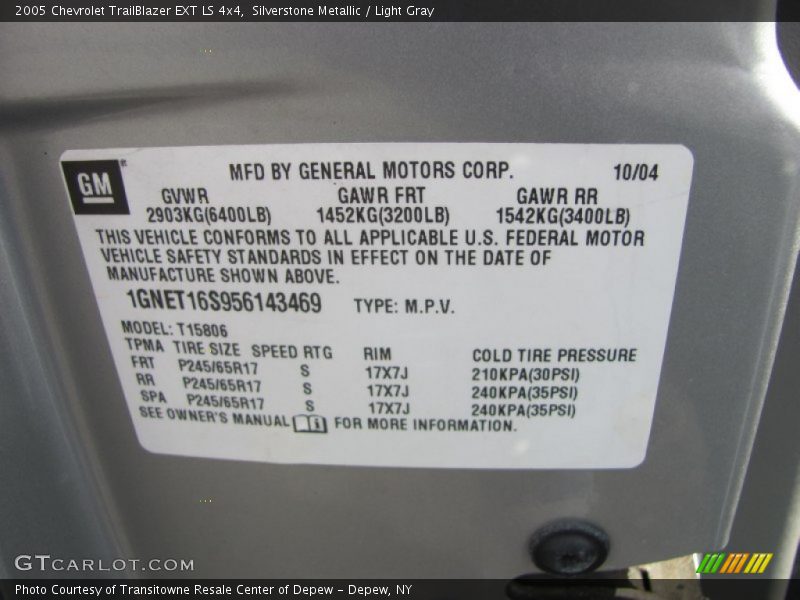 2005 Chevrolet TrailBlazer EXT LS 4x4,  Silverstone Metallic / Light Gray
GM
MFD BY GENERAL MOTORS CORP. 10/04
GVWR GAWR FRT GAWR RR
2903KG(6400LB) 1452KG(3200LB) 1542KG(3400LB)
THIS VEHICLE CONFORMS TO ALL APPLICABLE U.S. FEDERAL MOTOR
VEHICLE SAFETY STANDARDS IN EFFECT ON THE DATE OF
MANUFACTURE SHOWN ABOVE.
1GNET16S956143469 TYPE: M.P.V.
MODEL: T15806
TPMA TIRE SIZE SPEED RTG RIM COLD TIRE PRESSURE
FRT P245/65R17 S 17X7J 210KPA(30PSI)
RR P245/65R17 S 17X7J 240KPA(35PSI)
SPA P245/65R17 S 17X7J 240KPA(35PSI)
SEE OWNER'S MANUAL FOR MORE INFORMATION.
GTCARLOT.COM
Photo Courtesy of Transitowne Resale Center of Depew – Depew, NY